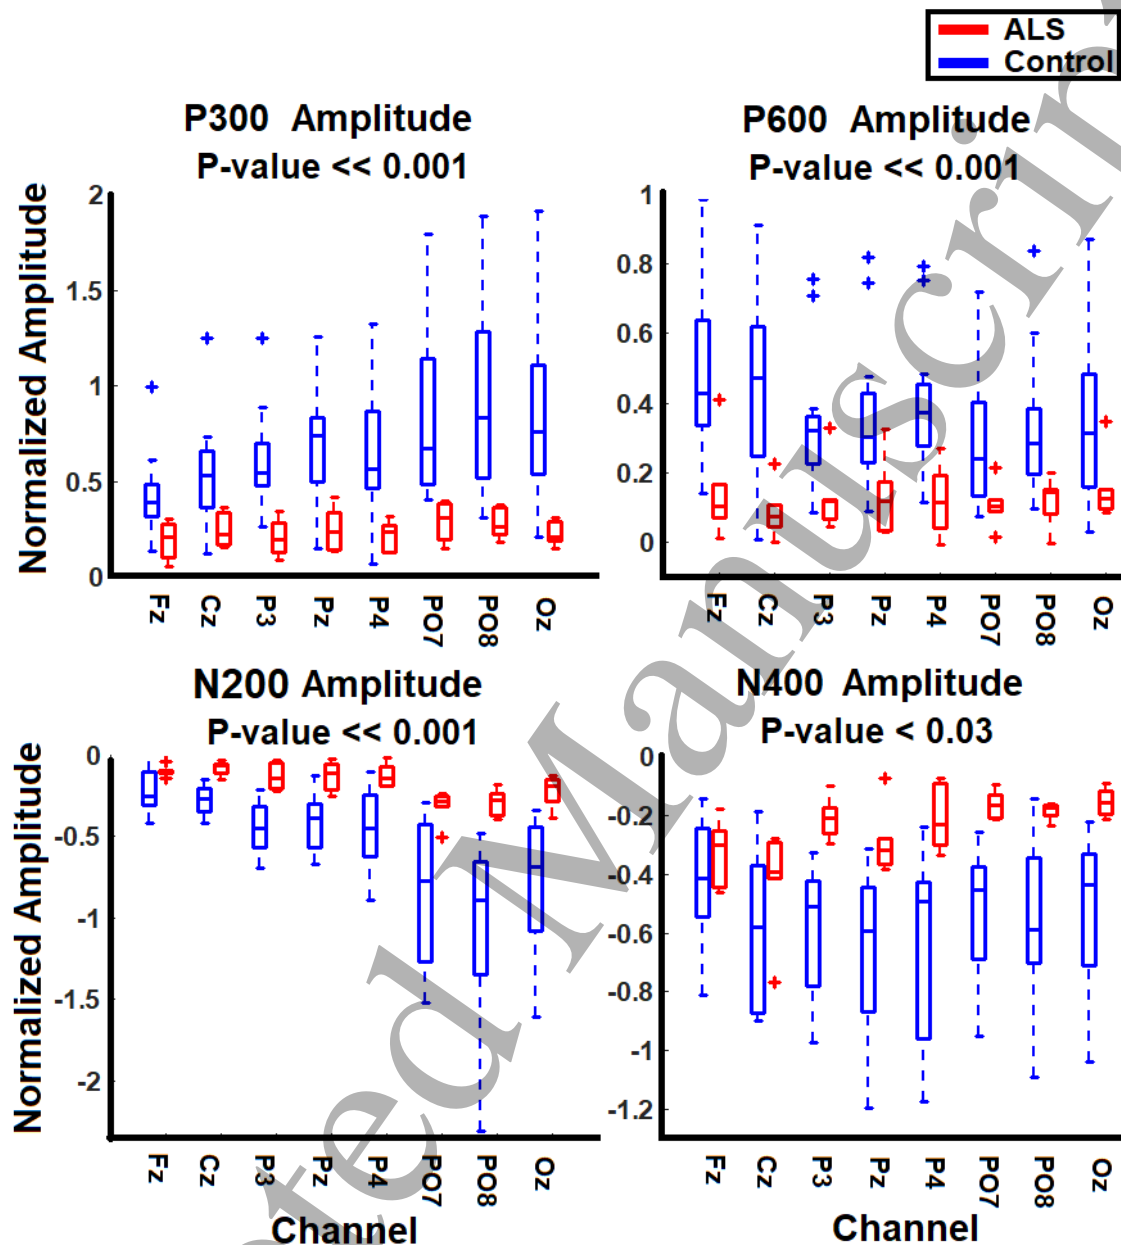 ALS
Control
P300 Amplitude
P-value << 0.001
P600 Amplitude
P-value << 0.001
Normalized Amplitude
2
1.5
1
0.5
0
Fz
Cz
P3
Pz
P4
PO7
PO8
Oz
1
0.8
0.6
0.4
0.2
0
Fz
Cz
P3
Pz
P4
PO7
PO8
Oz
N200 Amplitude
P-value << 0.001
N400 Amplitude
P-value < 0.03
Normalized Amplitude
0
-0.5
-1
-1.5
-2
Fz
Cz
P3
Pz
P4
PO7
PO8
Oz
Channel
0
-0.2
-0.4
-0.6
-0.8
-1
-1.2
Fz
Cz
P3
Pz
P4
PO7
PO8
Oz
Channel
ted Manuscrip